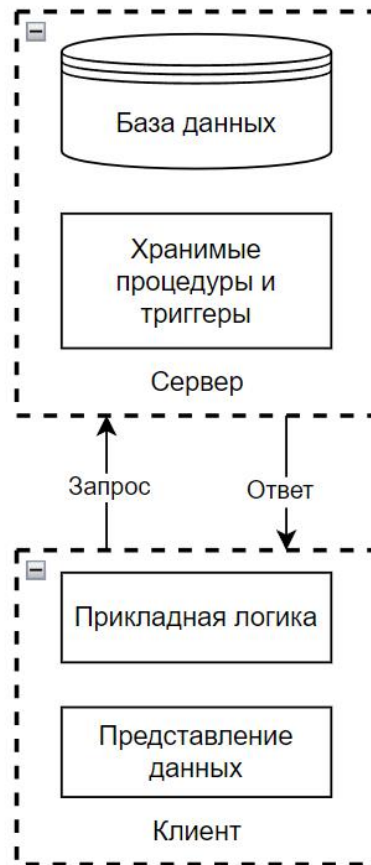 База данных
Хранимые
процедуры и
триггеры
Сервер
Запрос
Ответ
Прикладная логика
Представление
данных
Клиент